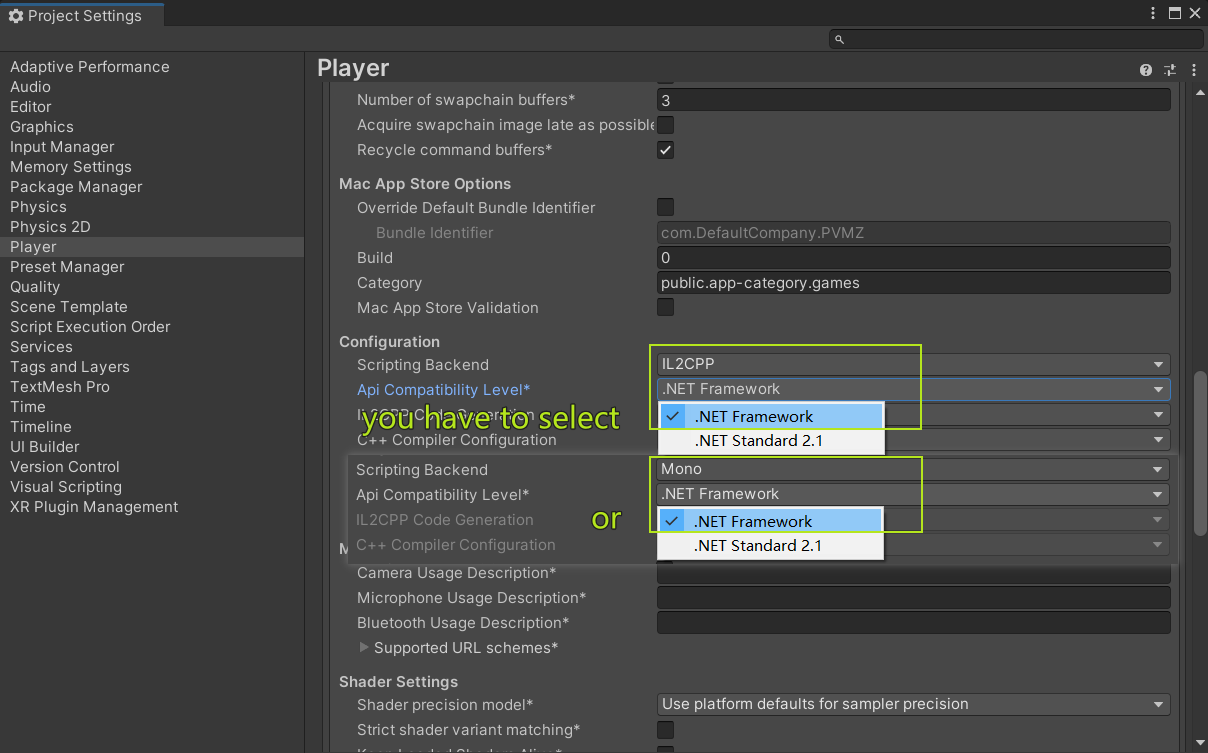 Project Settings
Adaptive Performance
Audio
Editor
Graphics
Input Manager
Memory Settings
Package Manager
Physics
Physics 2D
Player
Preset Manager
Quality
Scene Template
Script Execution Order
Services
Tags and Layers
TextMesh Pro
Time
Timeline
UI Builder
Version Control
Visual Scripting
XR Plugin Management
Player
Number of swapchain buffers* 3
Acquire swapchain image late as possible
Recycle command buffers*
Mac App Store Options
Override Default Bundle Identifier
Bundle Identifier com.DefaultCompany.PVMZ
Build 0
Category public.app-category.games
Mac App Store Validation
Configuration
Scripting Backend IL2CPP
Api Compatibility Level* .NET Framework
you have to select
.NET Framework
C++ Compiler Configuration .NET Standard 2.1
Scripting Backend Mono
Api Compatibility Level* .NET Framework
IL2CPP Code Generation or .NET Framework
C++ Compiler Configuration .NET Standard 2.1
Camera Usage Description*
Microphone Usage Description*
Bluetooth Usage Description*
Supported URL schemes*
Shader Settings
Shader precision model* Use platform defaults for sampler precision
Strict shader variant matching*